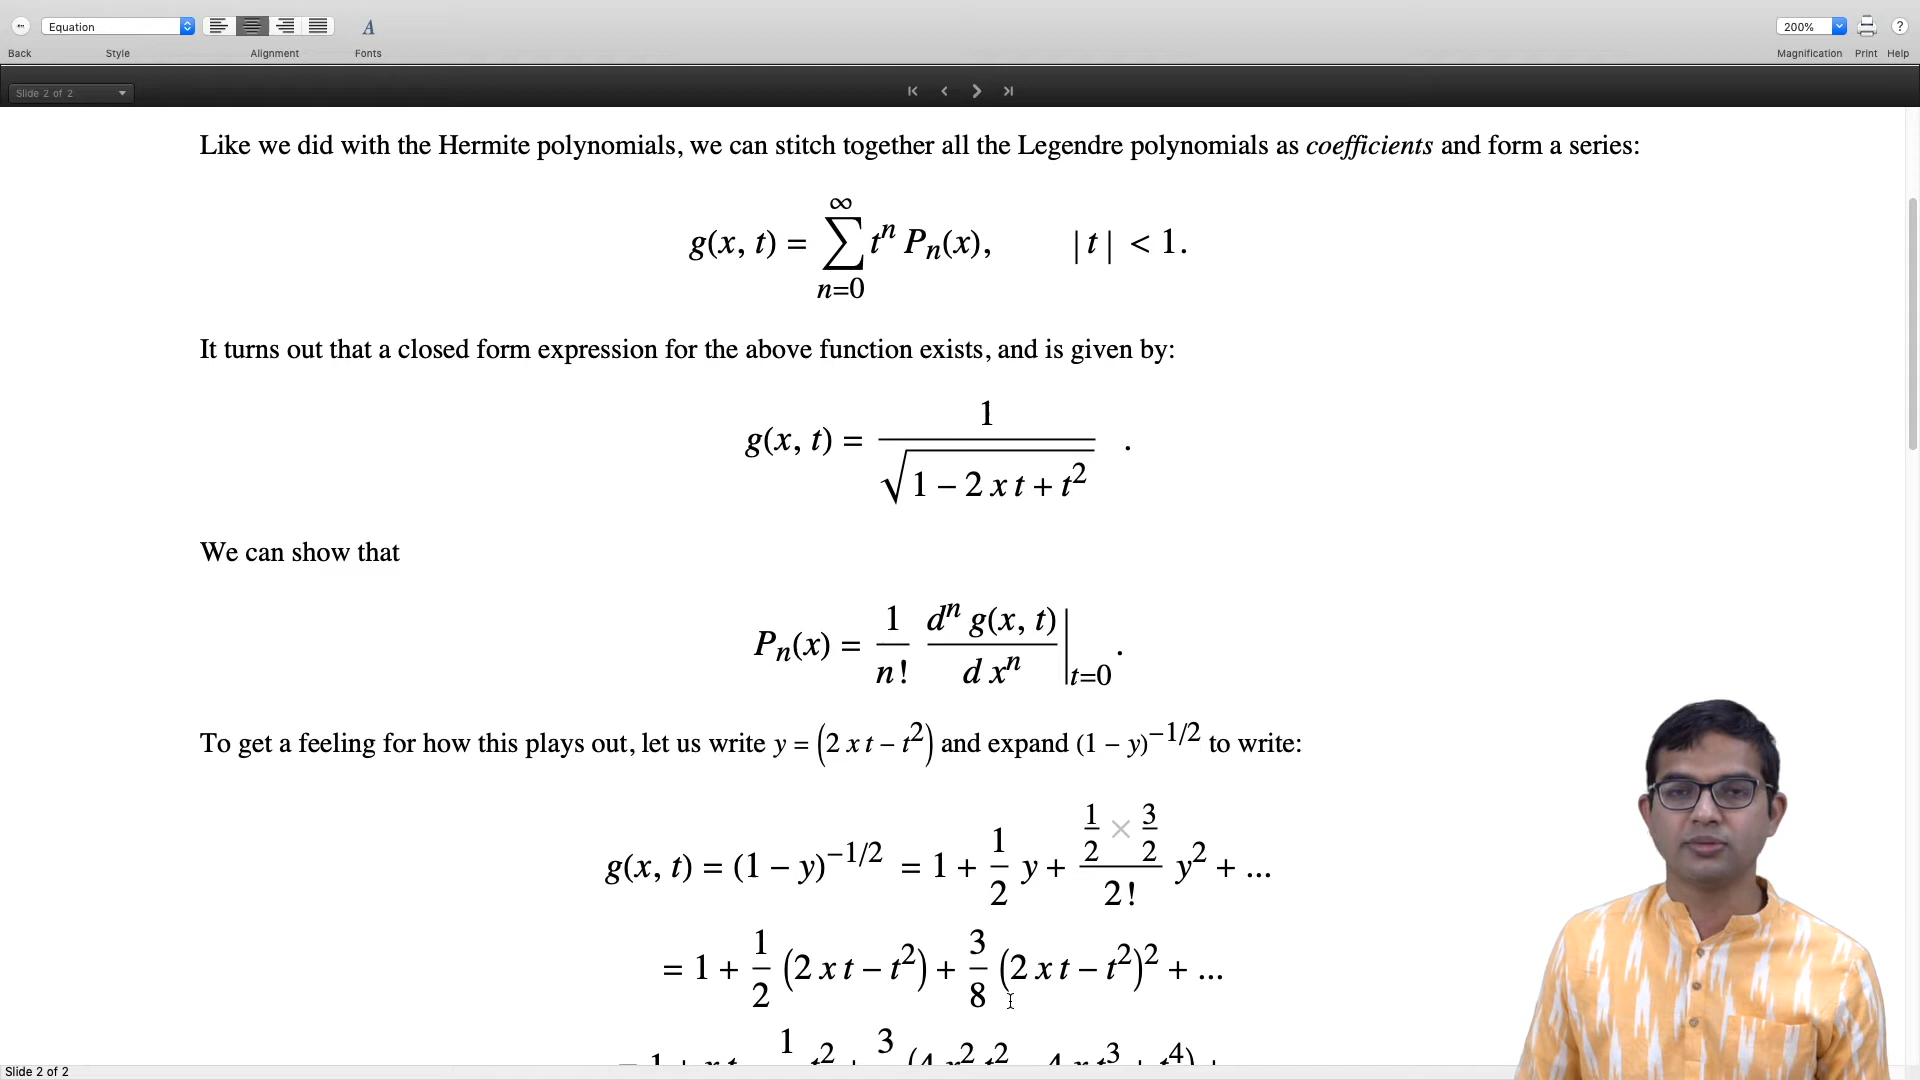 Equation
200%
Back Style Alignment Fonts Magnification Print Help
Slide 2 of 2
Like we did with the Hermite polynomials, we can stitch together all the Legendre polynomials as coefficients and form a series:
g(x, t) = ∑_{n=0}^{∞} t^n P_n(x), |t| < 1.
It turns out that a closed form expression for the above function exists, and is given by:
g(x, t) = 1 / √(1 − 2 x t + t^2) .
We can show that
P_n(x) = 1/n! d^n g(x, t)/d x^n |_{t=0} .
To get a feeling for how this plays out, let us write y = (2 x t − t^2) and expand (1 − y)^{−1/2} to write:
g(x, t) = (1 − y)^{−1/2} = 1 + 1/2 y + (1/2 × 3/2)/2! y^2 + ...
= 1 + 1/2 (2 x t − t^2) + 3/8 (2 x t − t^2)^2 + ...
Slide 2 of 2